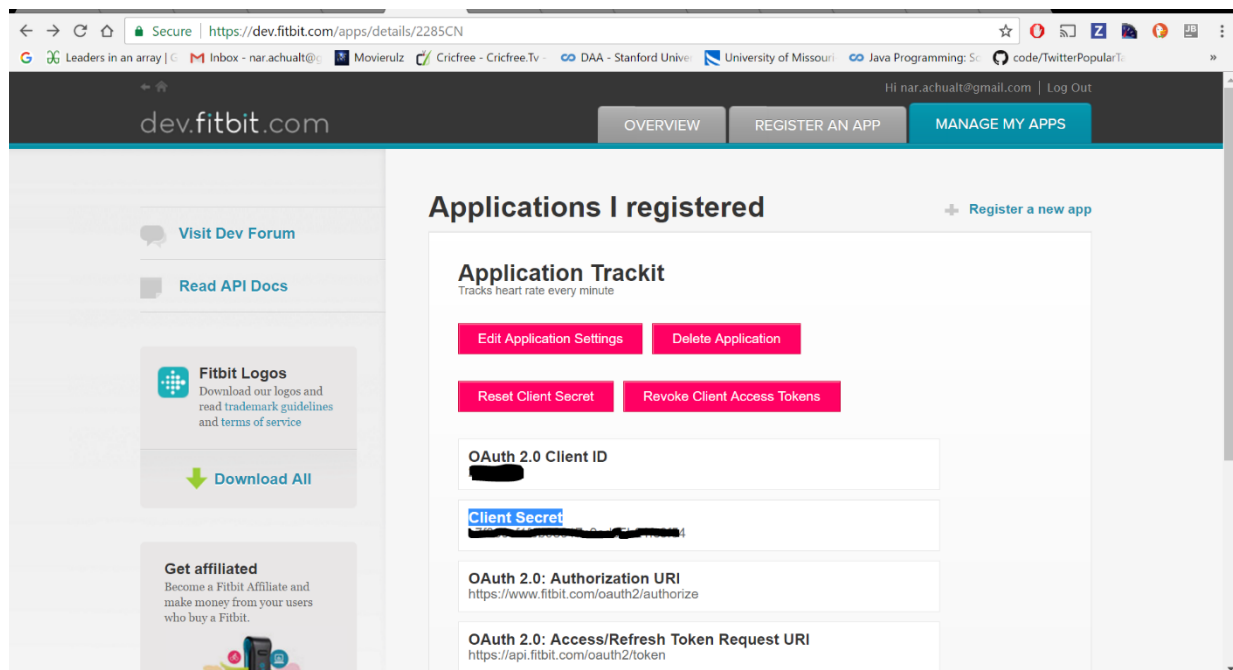 Secure | https://dev.fitbit.com/apps/details/2285CN
Leaders in an array | G
Inbox - nar.achualt@g
Movierulz
Cricfree - Cricfree.Tv -
DAA - Stanford Univer
University of Missouri
Java Programming: So
code/TwitterPopularTa
»
Hi nar.achualt@gmail.com | Log Out
dev.fitbit.com
OVERVIEW
REGISTER AN APP
MANAGE MY APPS
Visit Dev Forum
Read API Docs
Fitbit Logos
Download our logos and
read trademark guidelines
and terms of service
Download All
Get affiliated
Become a Fitbit Affiliate and
make money from your users
who buy a Fitbit.
Applications I registered
Register a new app
Application Trackit
Tracks heart rate every minute
Edit Application Settings
Delete Application
Reset Client Secret
Revoke Client Access Tokens
OAuth 2.0 Client ID
Client Secret
OAuth 2.0: Authorization URI
https://www.fitbit.com/oauth2/authorize
OAuth 2.0: Access/Refresh Token Request URI
https://api.fitbit.com/oauth2/token